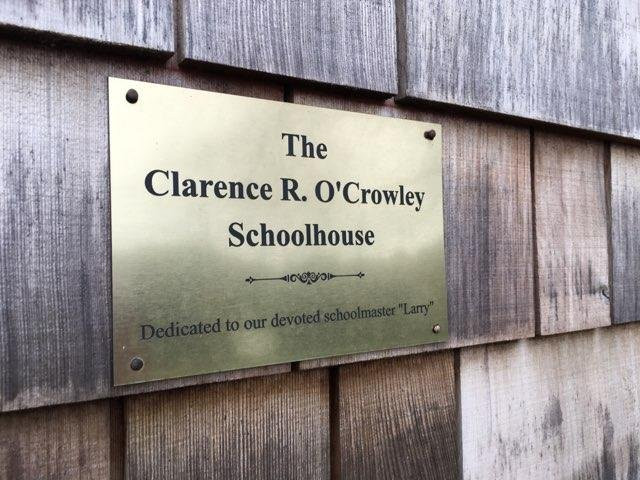 The
Clarence R. O'Crowley
Schoolhouse
Dedicated to our devoted schoolmaster "Larry"